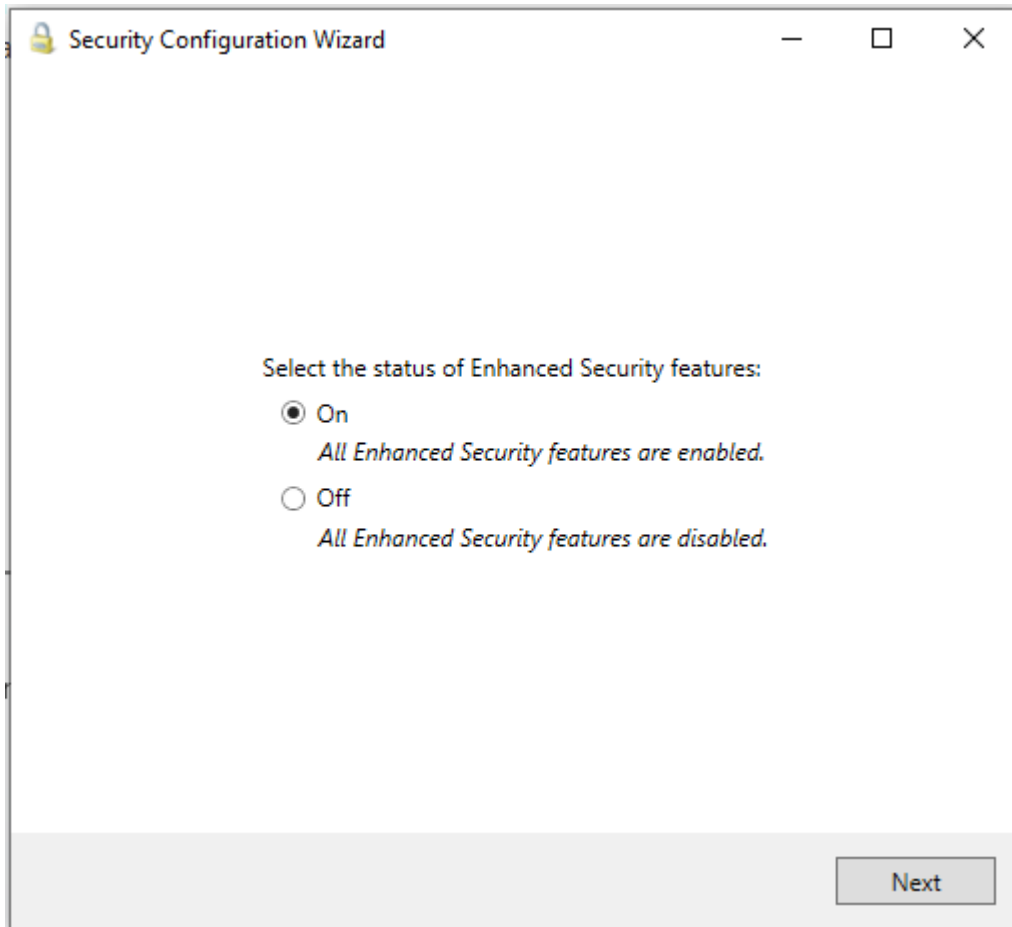 Security Configuration Wizard
Select the status of Enhanced Security features:
On
All Enhanced Security features are enabled.
Off
All Enhanced Security features are disabled.
Next